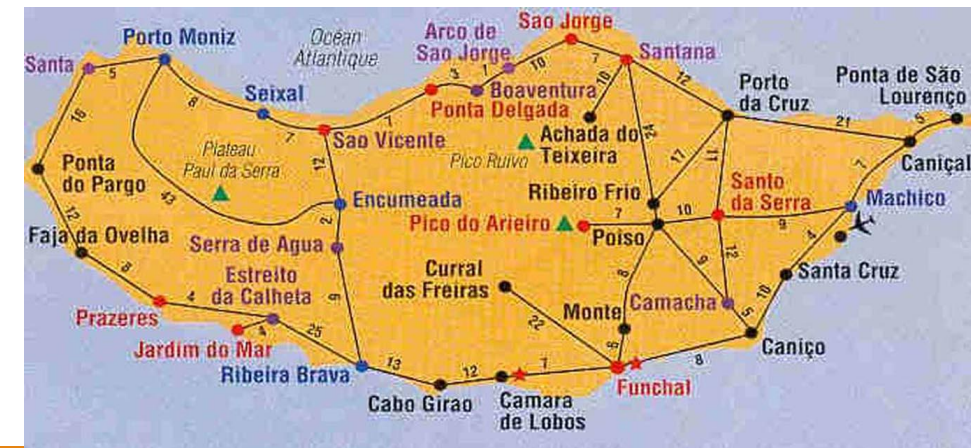 Sao Jorge
Porto Moniz
Océan
Atlantique
Arco de
Sao Jorge
Santana
Santa
5
3
1
10
7
10
12
Porto
da Cruz
Ponta de São
Lourenço
5
8
Seixal
Boaventura
Ponta Delgada
16
7
Sao Vicente
7
Achada do
Teixeira
24
21
Caniçal
Ponta
do Pargo
Plateau
Paul da Serra
12
Pico Ruivo
17
11
7
43
Encumeada
Ribeiro Frio
Santo
da Serra
Machico
12
2
Pico do Arieiro
7
10
9
Faja da Ovelha
Serra de Agua
Poiso
4
8
Estreito
da Calheta
Curral
das Freiras
8
9
12
Santa Cruz
4
9
Camacha
10
Prazeres
4
25
22
Monte
5
Caniço
Jardim do Mar
Ribeira Brava
13
12
7
8
Funchal
Cabo Girao
Camara
de Lobos